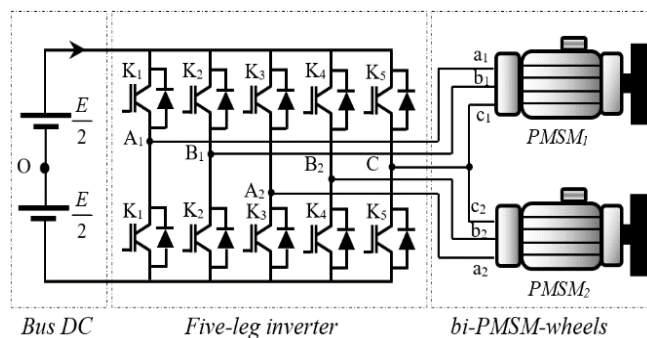 K₁ K₂ K₃ K₄ K₅
a₁
b₁
c₁
PMSM₁
E/2
O
A₁ B₁ A₂ B₂ C
E/2
K₁ K₂ K₃ K₄ K₅
c₂
b₂
a₂
PMSM₂
Bus DC Five-leg inverter bi-PMSM-wheels